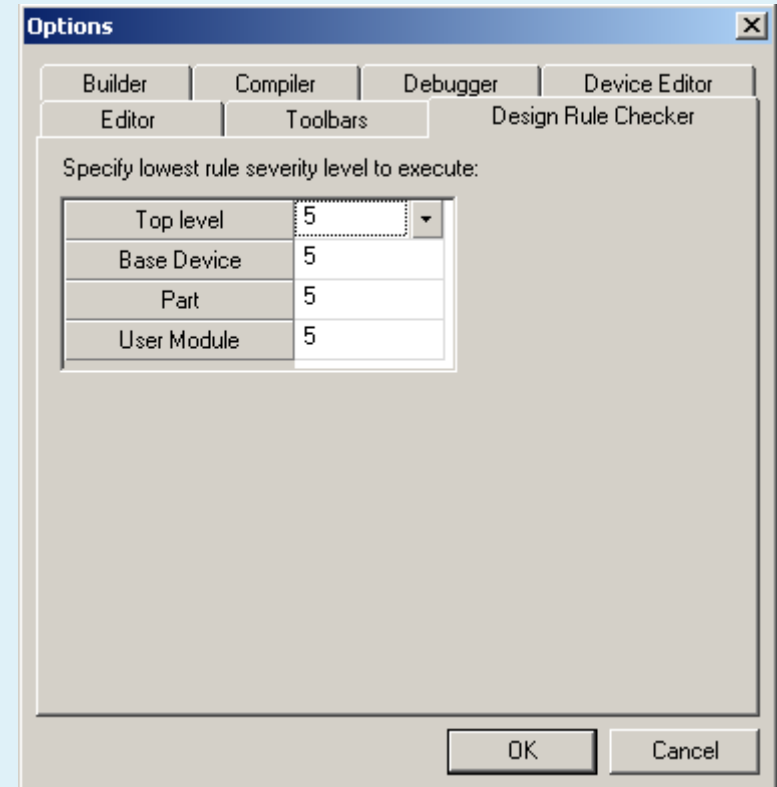 Options
Builder Compiler Debugger Device Editor
Editor Toolbars Design Rule Checker
Specify lowest rule severity level to execute:
Top level 5
Base Device 5
Part 5
User Module 5
OK Cancel